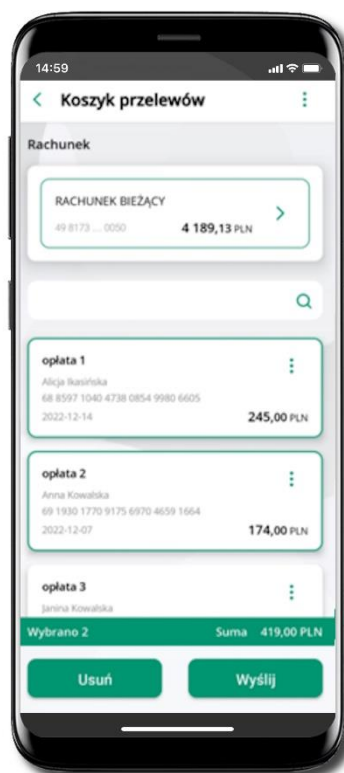 14:59
Koszyk przelewów
Rachunek
RACHUNEK BIEŻĄCY
49 8173 ... 0050 4 189,13 PLN
opłata 1
Alicja Ikasińska
68 8597 1040 4738 0854 9980 6605
2022-12-14 245,00 PLN
opłata 2
Anna Kowalska
69 1930 1770 9175 6970 4659 1664
2022-12-07 174,00 PLN
opłata 3
Janina Kowalska
Wybrano 2 Suma 419,00 PLN
Usuń Wyślij